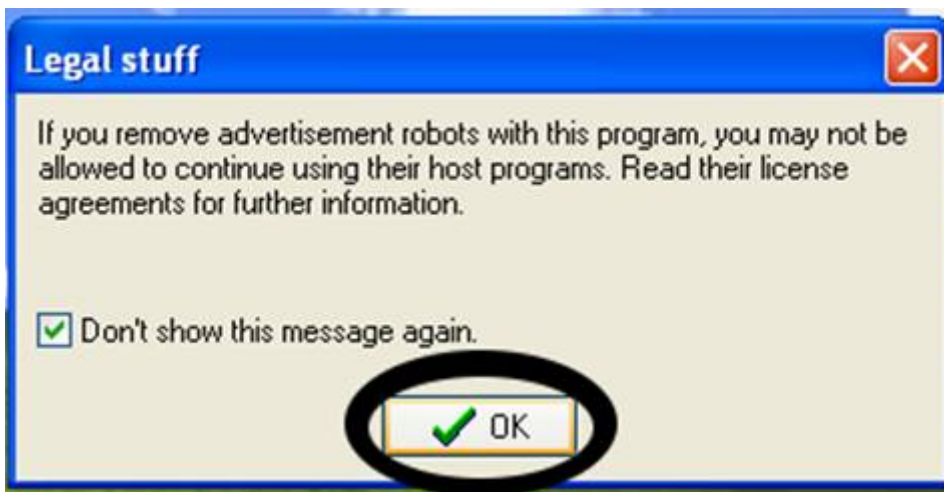 Legal stuff
If you remove advertisement robots with this program, you may not be
allowed to continue using their host programs. Read their license
agreements for further information.
Don't show this message again.
OK